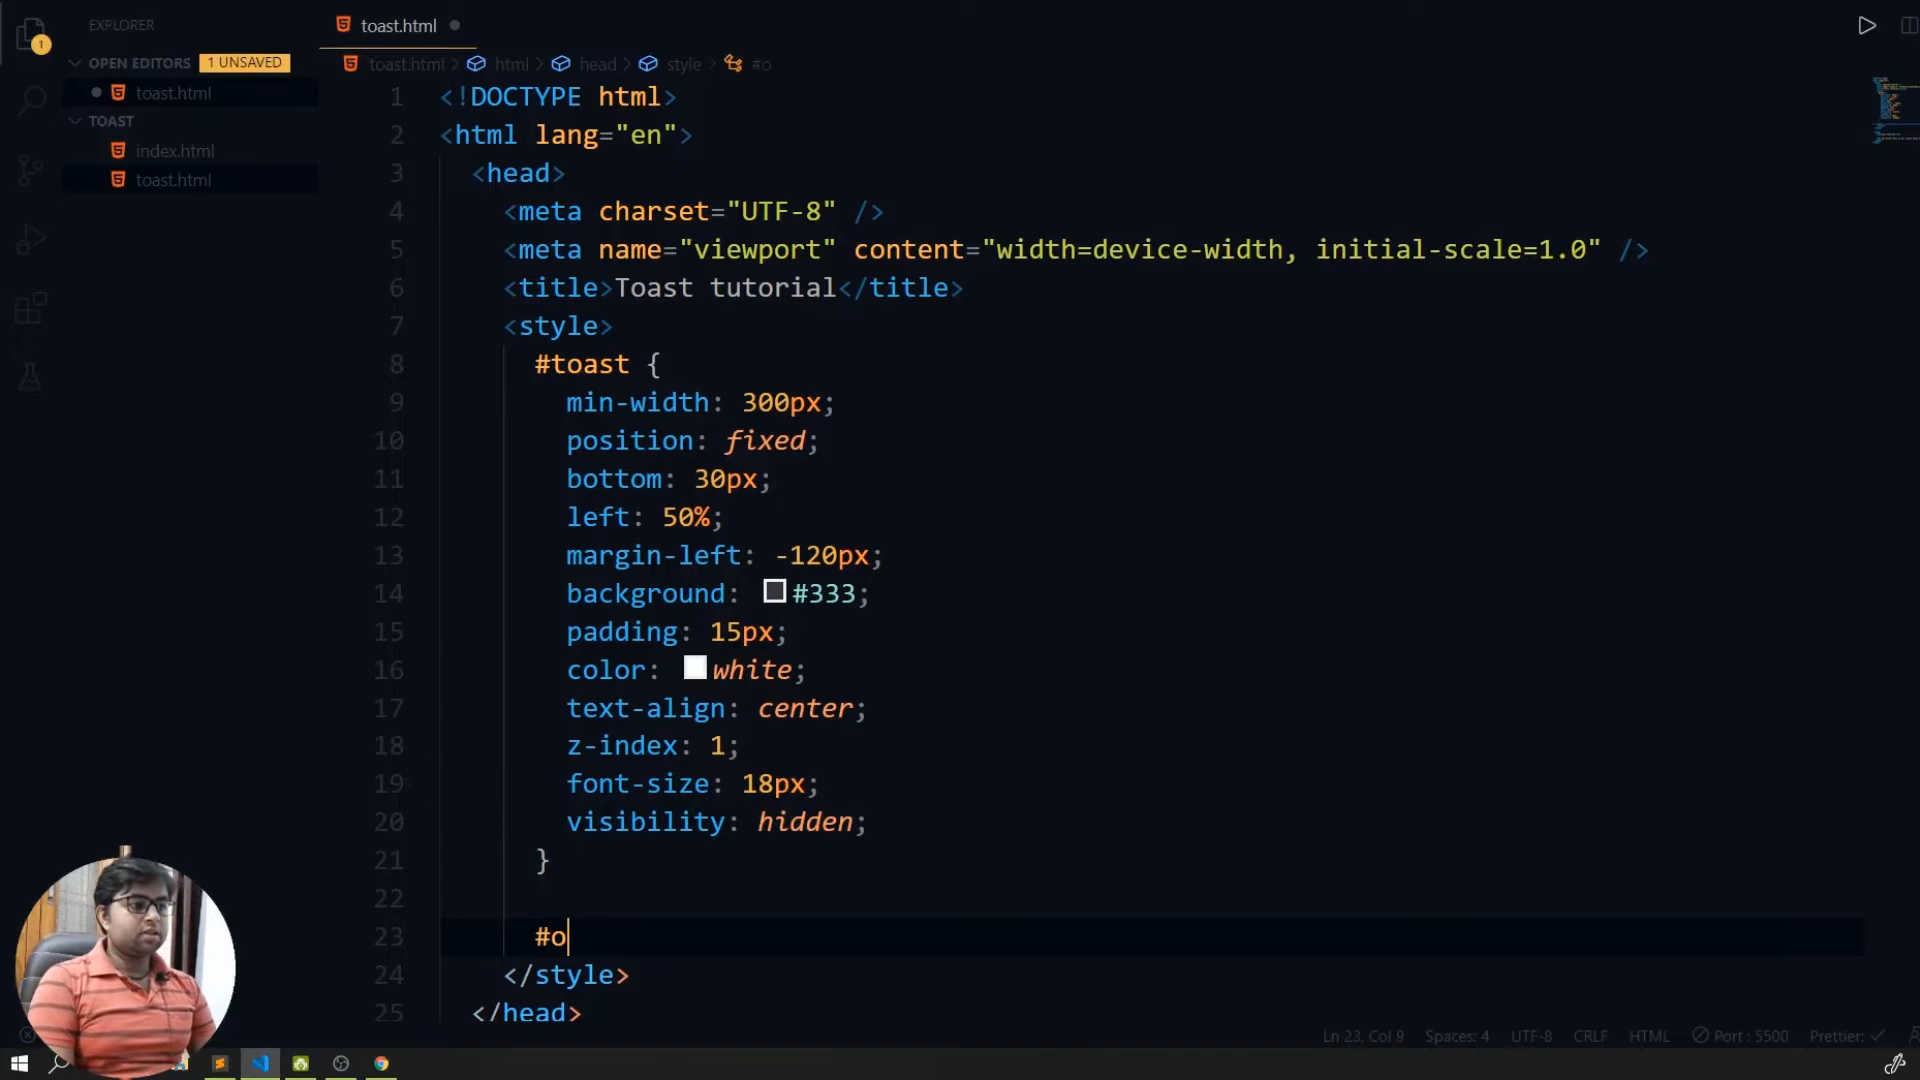 EXPLORER
OPEN EDITORS 1 UNSAVED
toast.html
TOAST
index.html
toast.html
1
toast.html
toast.html > html > head > style > #o
1 <!DOCTYPE html>
2 <html lang="en">
3 <head>
4 <meta charset="UTF-8" />
5 <meta name="viewport" content="width=device-width, initial-scale=1.0" />
6 <title>Toast tutorial</title>
7 <style>
8 #toast {
9 min-width: 300px;
10 position: fixed;
11 bottom: 30px;
12 left: 50%;
13 margin-left: -120px;
14 background: #333;
15 padding: 15px;
16 color: white;
17 text-align: center;
18 z-index: 1;
19 font-size: 18px;
20 visibility: hidden;
21 }
22
23 #o
24 </style>
25 </head>
Ln 23, Col 9 Spaces: 4 UTF-8 CRLF HTML Port : 5500 Prettier: ✓